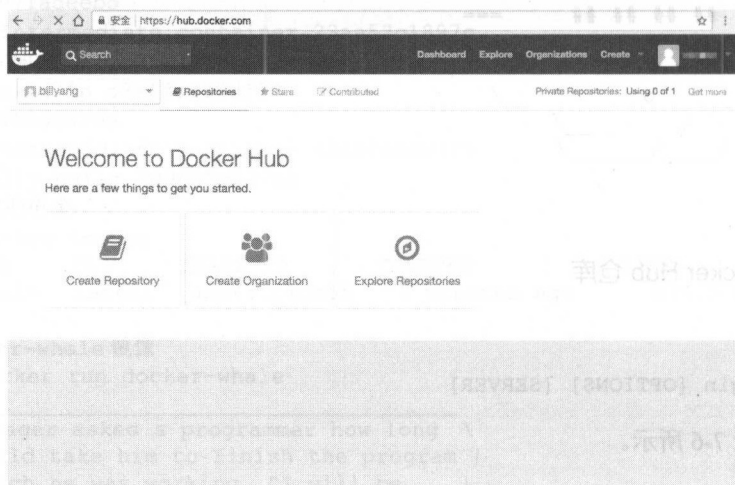 安全 https://hub.docker.com
Search Dashboard Explore Organizations Create
billyang Repositories Stars Contributed Private Repositories: Using 0 of 1 Get more
Welcome to Docker Hub
Here are a few things to get you started.
Create Repository Create Organization Explore Repositories